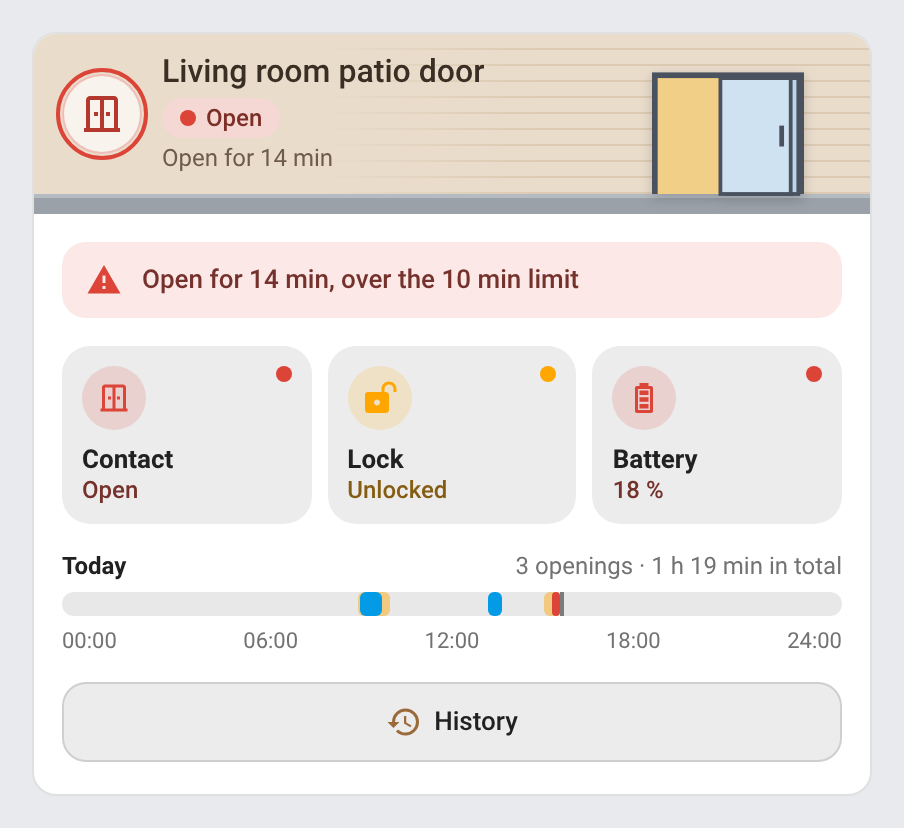 Living room patio door
Open
Open for 14 min
Open for 14 min, over the 10 min limit
Contact
Open
Lock
Unlocked
Battery
18 %
Today
3 openings · 1 h 19 min in total
00:00 06:00 12:00 18:00 24:00
History